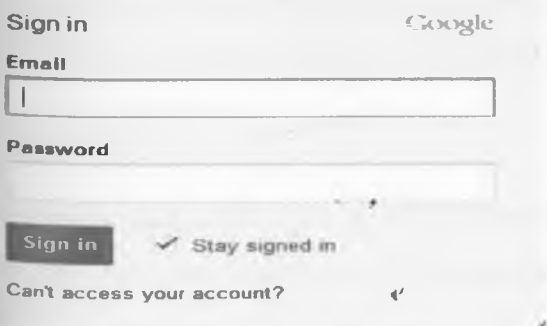 Sign in Google
Email
Password
Sign in Stay signed in
Can't access your account?